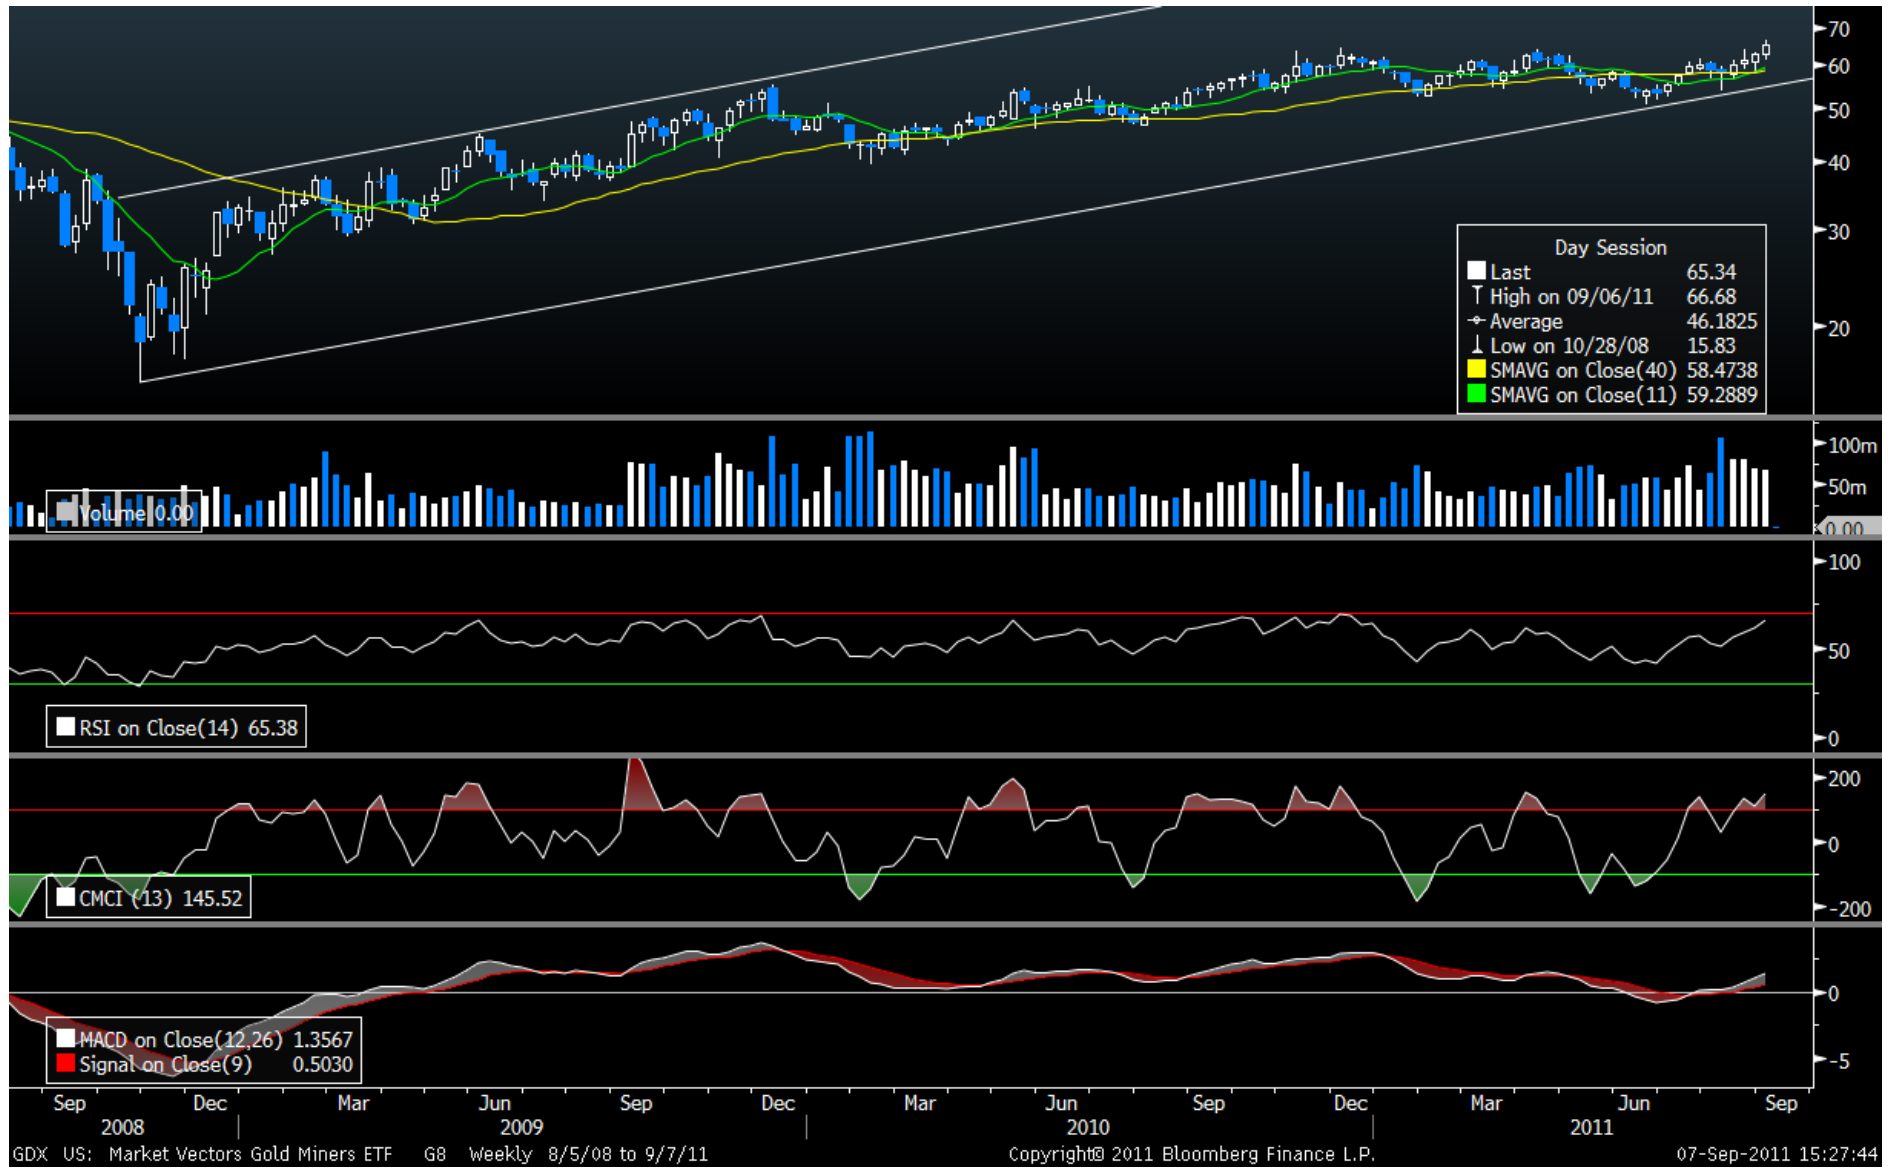 70
60
50
40
30
20
Day Session
Last 65.34
High on 09/06/11 66.68
Average 46.1825
Low on 10/28/08 15.83
SMAVG on Close(40) 58.4738
SMAVG on Close(11) 59.2889
100m
50m
0.00
Volume 0.00
100
50
0
RSI on Close(14) 65.38
200
0
-200
CMCI (13) 145.52
0
-5
MACD on Close(12,26) 1.3567
Signal on Close(9) 0.5030
Sep Dec Mar Jun Sep Dec Mar Jun Sep Dec Mar Jun Sep
2008 2009 2010 2011
GDX US: Market Vectors Gold Miners ETF G8 Weekly 8/5/08 to 9/7/11 Copyright© 2011 Bloomberg Finance L.P. 07-Sep-2011 15:27:44